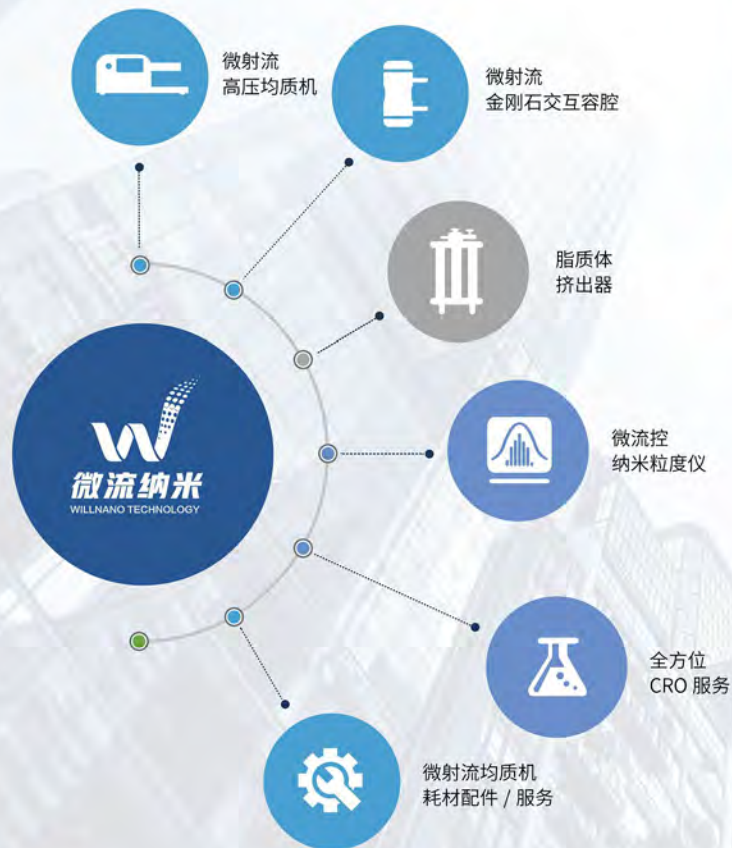 微射流
高压均质机
微射流
金刚石交互容腔
脂质体
挤出器
微流纳米
WILLNANO TECHNOLOGY
微流控
纳米粒度仪
全方位
CRO 服务
微射流均质机
耗材配件 / 服务